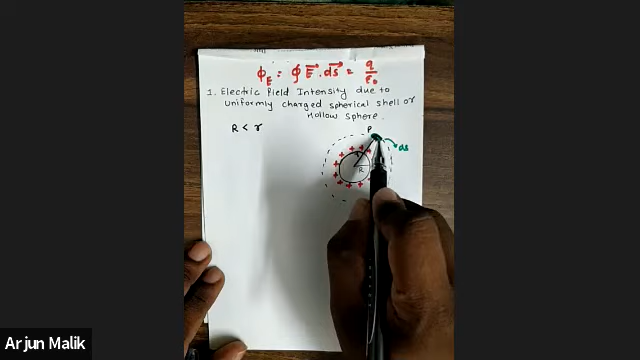 ϕE = ∮ E⃗ . ds⃗ = q/ε0
1. Electric Field Intensity due to
uniformly charged spherical shell or
Hollow Sphere.
R < r
P
ds
R
Arjun Malik